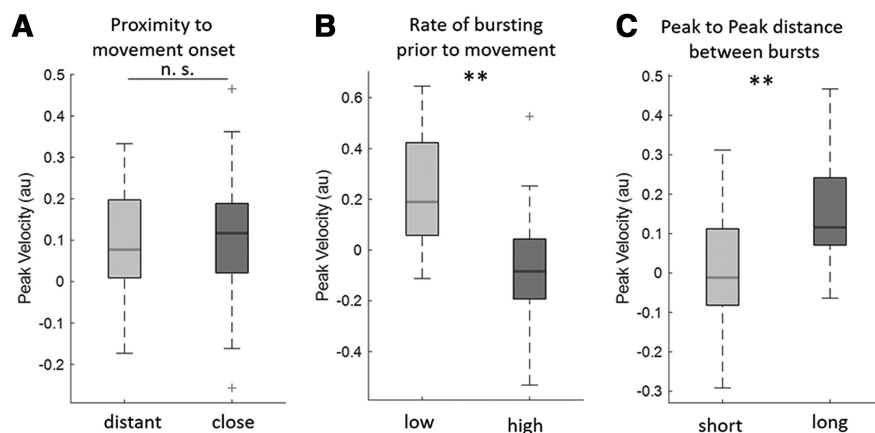 A
Proximity to
movement onset
n. s.
Peak Velocity (au)
0.5
0.4
0.3
0.2
0.1
0
-0.1
-0.2
distant close
B
Rate of bursting
prior to movement
**
Peak Velocity (au)
0.6
0.4
0.2
0
-0.2
-0.4
low high
C
Peak to Peak distance
between bursts
**
Peak Velocity (au)
0.5
0.4
0.3
0.2
0.1
0
-0.1
-0.2
-0.3
short long